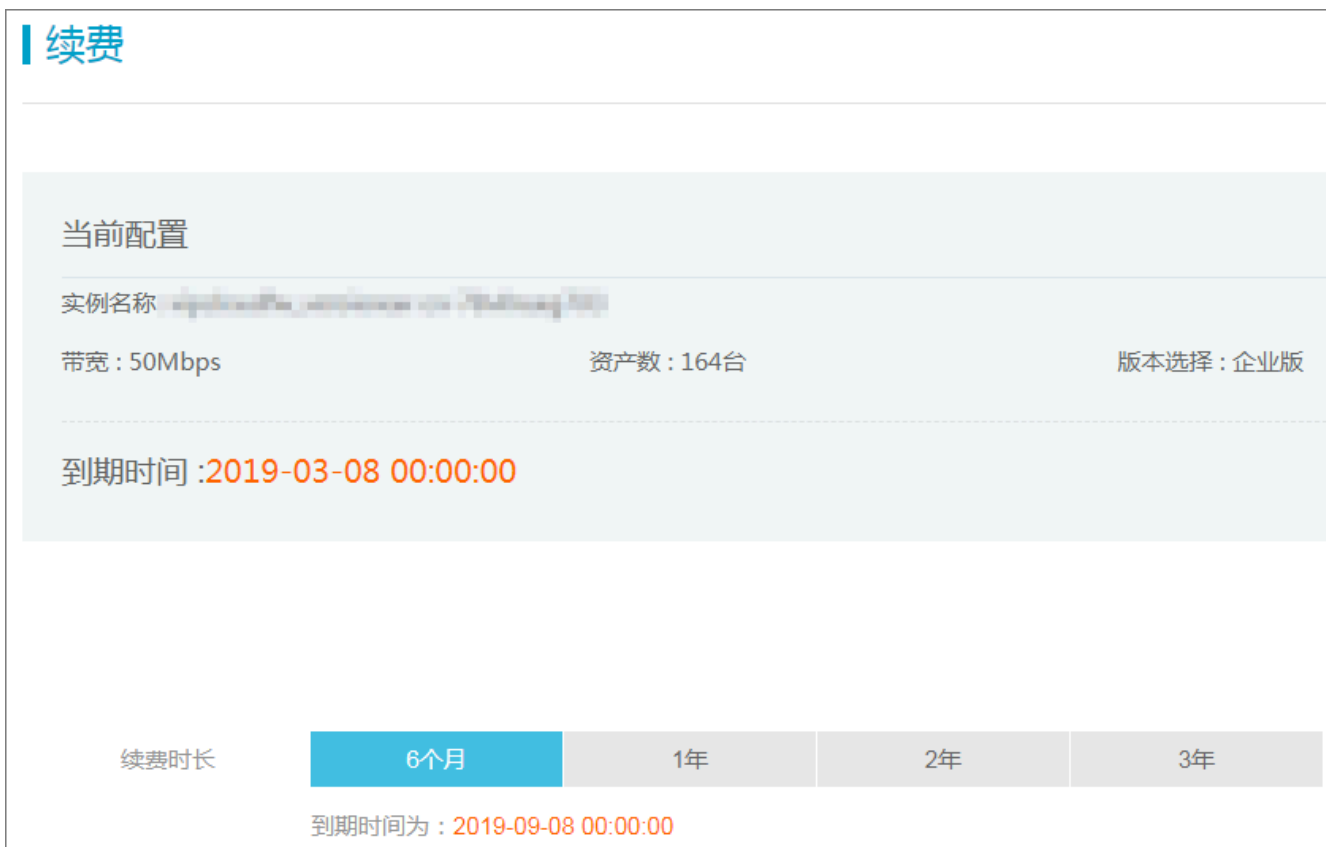 续费
当前配置
实例名称
带宽 : 50Mbps 资产数 : 164台 版本选择 : 企业版
到期时间 :2019-03-08 00:00:00
续费时长 6个月 1年 2年 3年
到期时间为：2019-09-08 00:00:00